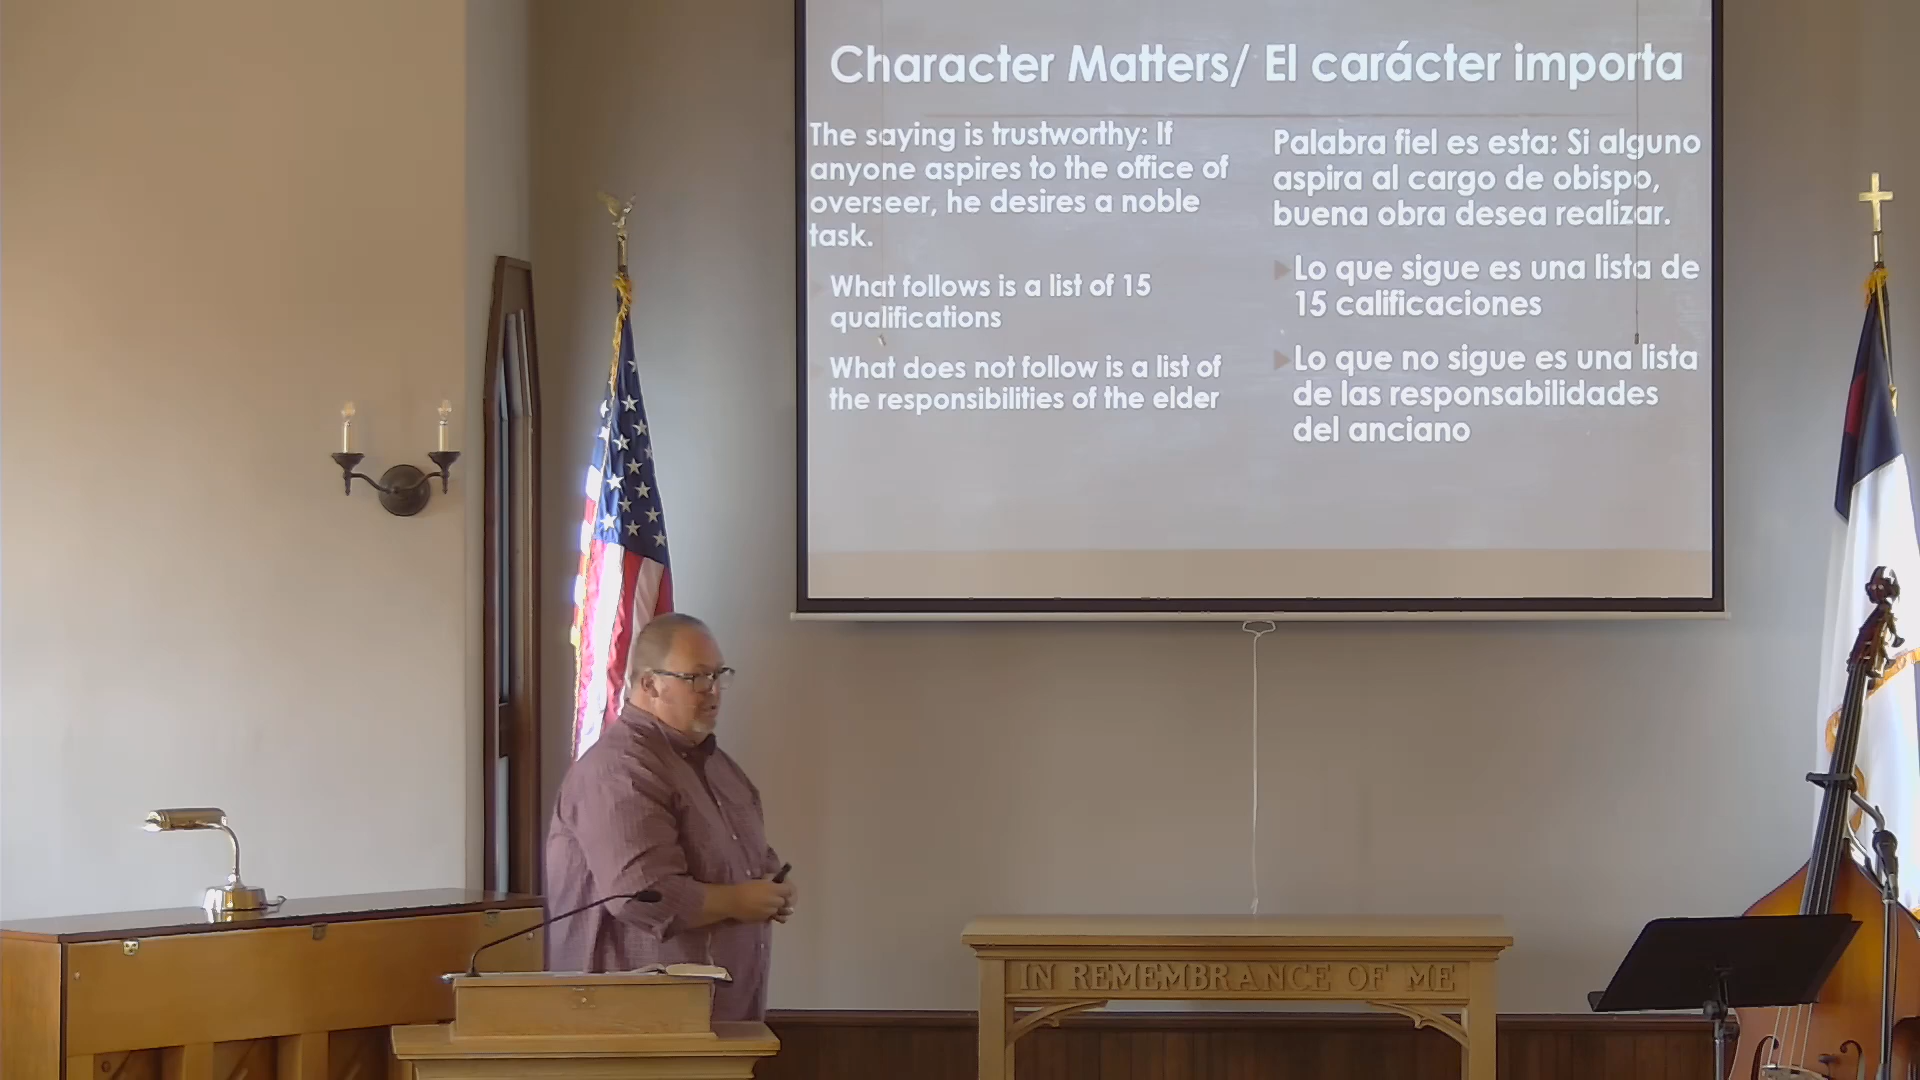 Character Matters/ El carácter importa
The saying is trustworthy: If
anyone aspires to the office of
overseer, he desires a noble
task.
What follows is a list of 15
qualifications
What does not follow is a list of
the responsibilities of the elder
Palabra fiel es esta: Si alguno
aspira al cargo de obispo,
buena obra desea realizar.
Lo que sigue es una lista de
15 calificaciones
Lo que no sigue es una lista
de las responsabilidades
del anciano
IN REMEMBRANCE OF ME